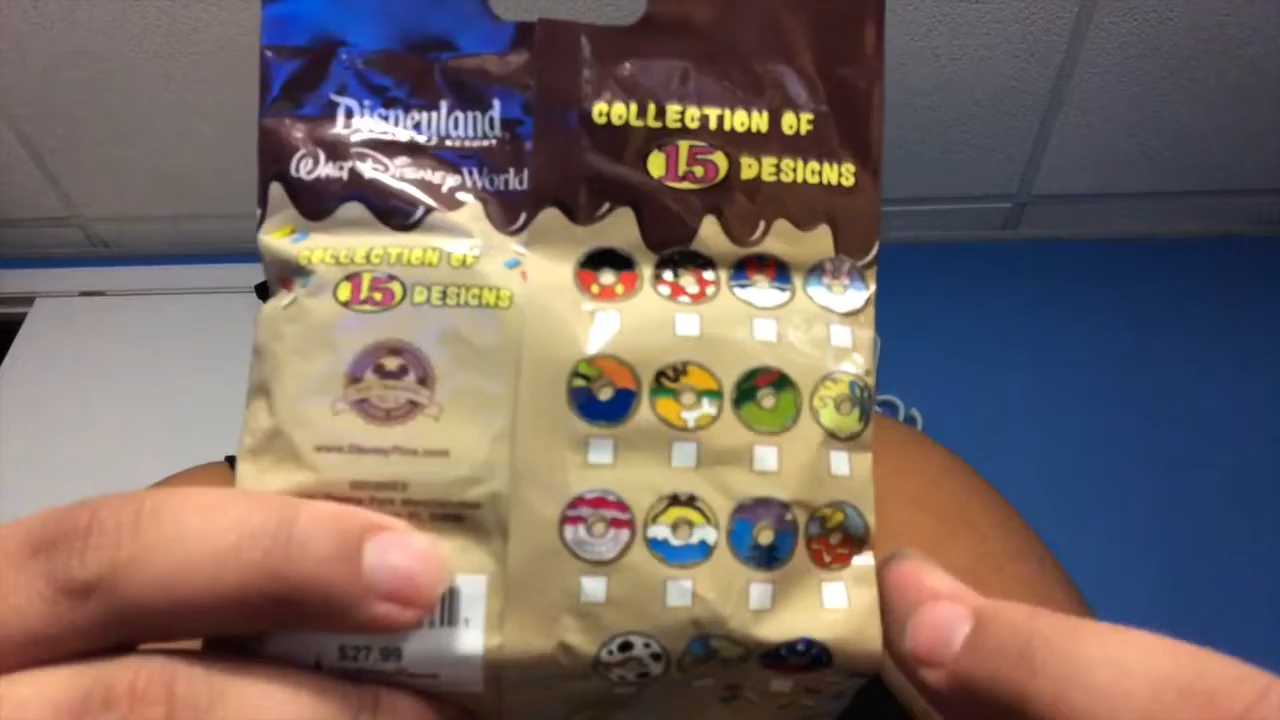 Disneyland
RESORT
Walt Disney World
COLLECTION OF
15 DESIGNS
COLLECTION OF
15 DESIGNS
www.DisneyPins.com
$27.99